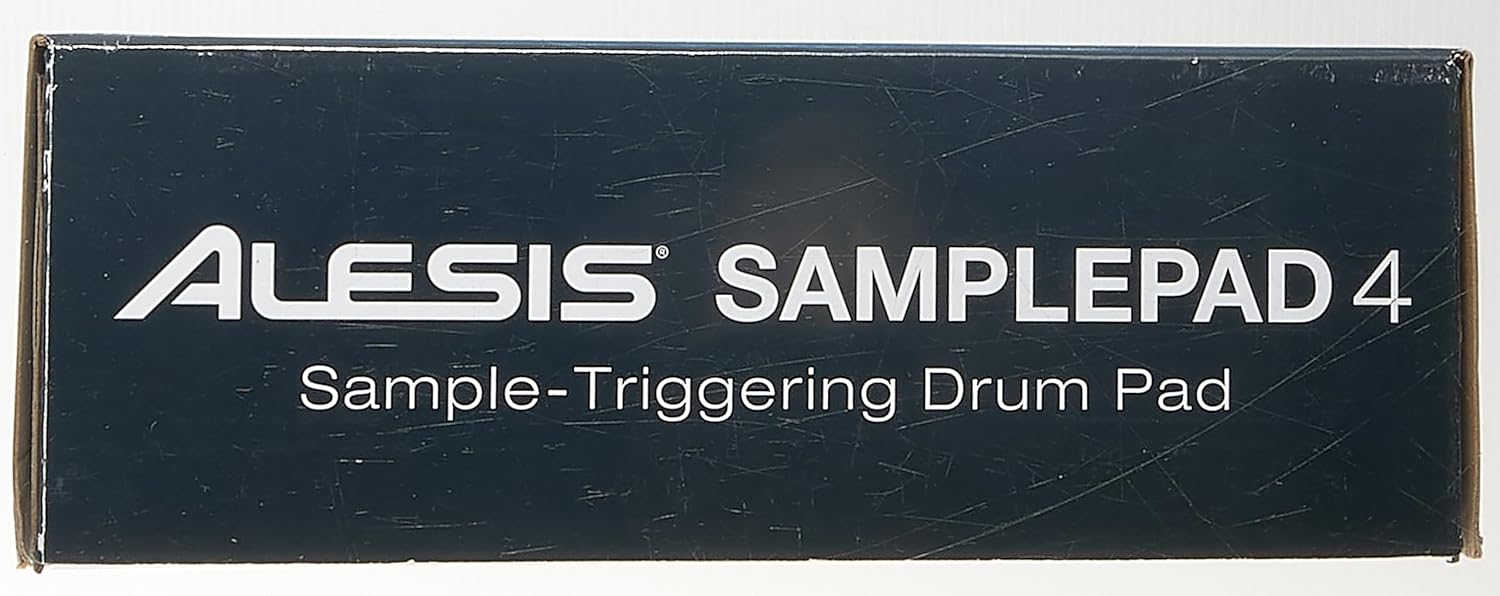 ALESIS® SAMPLEPAD 4
Sample-Triggering Drum Pad